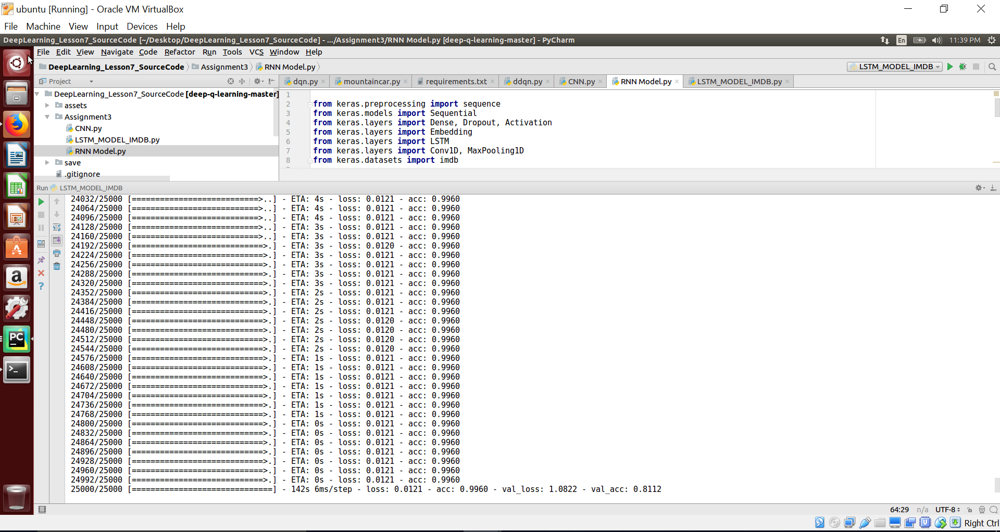 ubuntu [Running] - Oracle VM VirtualBox
File Machine View Input Devices Help
DeepLearning_Lesson7_SourceCode [~/Desktop/DeepLearning_Lesson7_SourceCode] - .../Assignment3/RNN Model.py [deep-q-learning-master] - PyCharm
En 11:39 PM
File Edit View Navigate Code Refactor Run Tools VCS Window Help
DeepLearning_Lesson7_SourceCode Assignment3 RNN Model.py
LSTM_MODEL_IMDB
Project
dqn.py mountaincar.py requirements.txt ddqn.py CNN.py RNN Model.py LSTM_MODEL_IMDB.py
DeepLearning_Lesson7_SourceCode [deep-q-learning-master]
assets
Assignment3
CNN.py
LSTM_MODEL_IMDB.py
RNN Model.py
save
.gitignore
1
2 from keras.preprocessing import sequence
3 from keras.models import Sequential
4 from keras.layers import Dense, Dropout, Activation
5 from keras.layers import Embedding
6 from keras.layers import LSTM
7 from keras.layers import Conv1D, MaxPooling1D
8 from keras.datasets import imdb
Run LSTM_MODEL_IMDB
24032/25000 [===========================>..] - ETA: 4s - loss: 0.0121 - acc: 0.9960
24064/25000 [===========================>..] - ETA: 4s - loss: 0.0121 - acc: 0.9960
24096/25000 [===========================>..] - ETA: 4s - loss: 0.0121 - acc: 0.9960
24128/25000 [===========================>..] - ETA: 3s - loss: 0.0121 - acc: 0.9960
24160/25000 [===========================>..] - ETA: 3s - loss: 0.0121 - acc: 0.9960
24192/25000 [============================>.] - ETA: 3s - loss: 0.0120 - acc: 0.9960
24224/25000 [============================>.] - ETA: 3s - loss: 0.0121 - acc: 0.9960
24256/25000 [============================>.] - ETA: 3s - loss: 0.0121 - acc: 0.9960
24288/25000 [============================>.] - ETA: 3s - loss: 0.0121 - acc: 0.9960
24320/25000 [============================>.] - ETA: 3s - loss: 0.0121 - acc: 0.9960
24352/25000 [============================>.] - ETA: 2s - loss: 0.0121 - acc: 0.9960
24384/25000 [============================>.] - ETA: 2s - loss: 0.0121 - acc: 0.9960
24416/25000 [============================>.] - ETA: 2s - loss: 0.0121 - acc: 0.9960
24448/25000 [============================>.] - ETA: 2s - loss: 0.0120 - acc: 0.9960
24480/25000 [============================>.] - ETA: 2s - loss: 0.0120 - acc: 0.9960
24512/25000 [============================>.] - ETA: 2s - loss: 0.0120 - acc: 0.9960
24544/25000 [============================>.] - ETA: 2s - loss: 0.0120 - acc: 0.9960
24576/25000 [============================>.] - ETA: 1s - loss: 0.0121 - acc: 0.9960
24608/25000 [============================>.] - ETA: 1s - loss: 0.0121 - acc: 0.9960
24640/25000 [============================>.] - ETA: 1s - loss: 0.0121 - acc: 0.9960
24672/25000 [============================>.] - ETA: 1s - loss: 0.0121 - acc: 0.9960
24704/25000 [============================>.] - ETA: 1s - loss: 0.0121 - acc: 0.9960
24736/25000 [============================>.] - ETA: 1s - loss: 0.0121 - acc: 0.9960
24768/25000 [============================>.] - ETA: 1s - loss: 0.0121 - acc: 0.9960
24800/25000 [============================>.] - ETA: 0s - loss: 0.0121 - acc: 0.9960
24832/25000 [============================>.] - ETA: 0s - loss: 0.0121 - acc: 0.9960
24864/25000 [============================>.] - ETA: 0s - loss: 0.0121 - acc: 0.9960
24896/25000 [============================>.] - ETA: 0s - loss: 0.0121 - acc: 0.9960
24928/25000 [============================>.] - ETA: 0s - loss: 0.0121 - acc: 0.9960
24960/25000 [============================>.] - ETA: 0s - loss: 0.0121 - acc: 0.9960
24992/25000 [============================>.] - ETA: 0s - loss: 0.0121 - acc: 0.9960
25000/25000 [==============================] - 142s 6ms/step - loss: 0.0121 - acc: 0.9960 - val_loss: 1.0822 - val_acc: 0.8112
64:29 n/a UTF-8
Right Ctrl